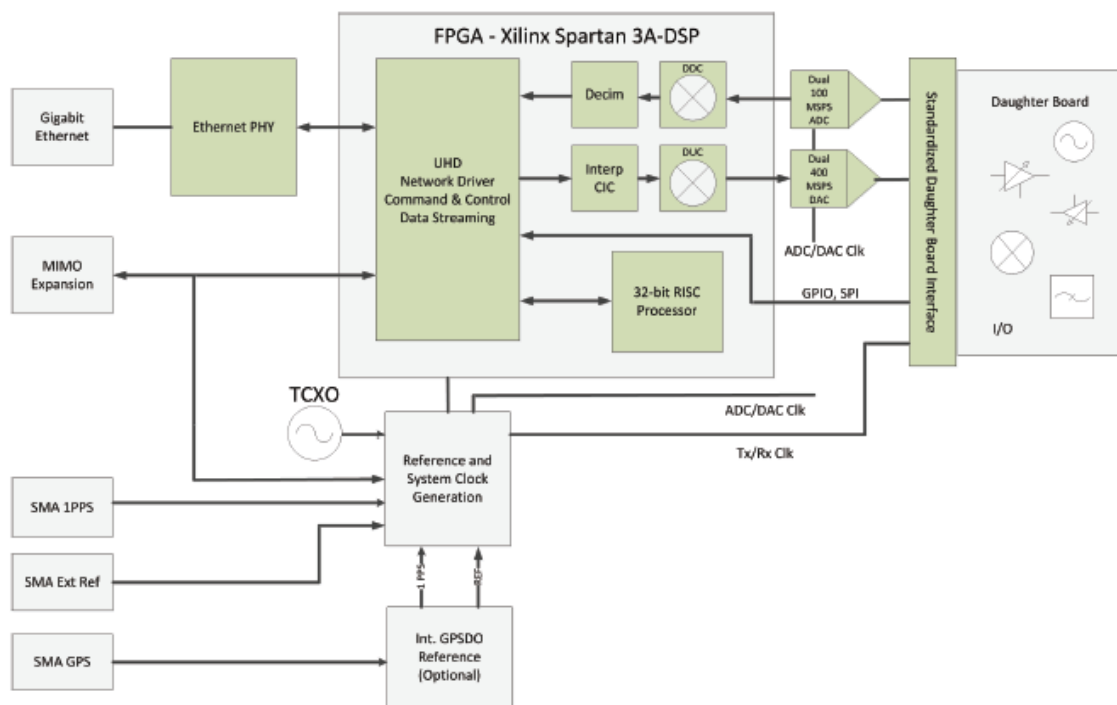 FPGA - Xilinx Spartan 3A-DSP
Gigabit
Ethernet
Ethernet PHY
UHD
Network Driver
Command & Control
Data Streaming
Decim
DDC
Dual
100
MSPS
ADC
Interp
CIC
DUC
Dual
400
MSPS
DAC
ADC/DAC Clk
Standardized Daughter Board Interface
Daughter Board
I/O
MIMO
Expansion
32-bit RISC
Processor
GPIO, SPI
TCXO
ADC/DAC Clk
Tx/Rx Clk
Reference and
System Clock
Generation
SMA 1PPS
SMA Ext Ref
1 PPS
REF
SMA GPS
Int. GPSDO
Reference
(Optional)